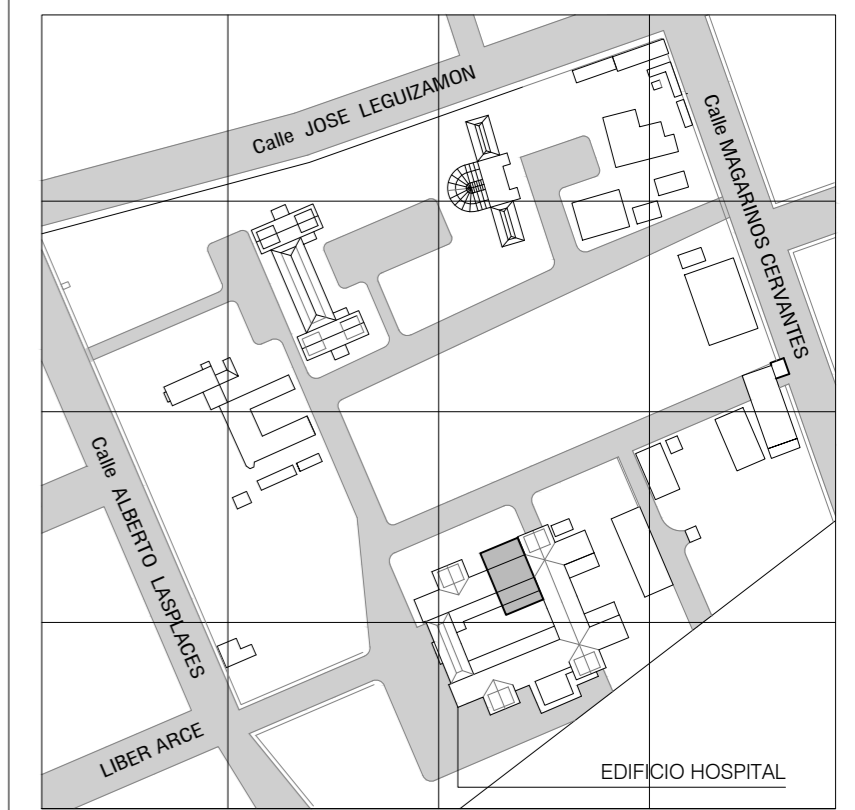 Calle JOSE LEGUIZAMON
Calle MAGARINOS CERVANTES
Calle ALBERTO LASPLACES
LIBER ARCE
EDIFICIO HOSPITAL